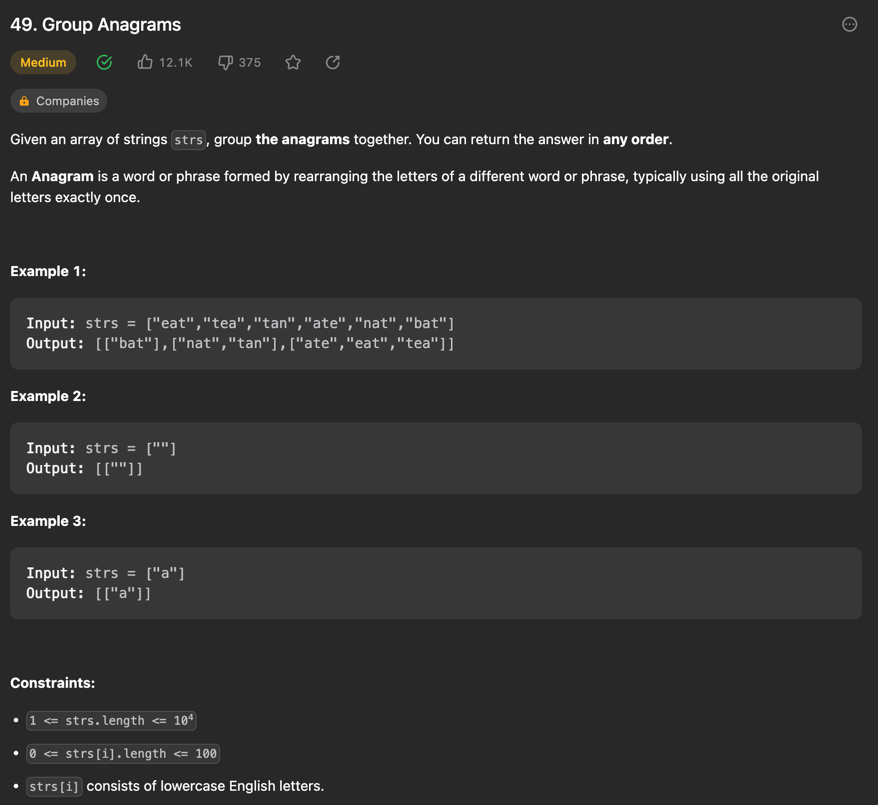 49. Group Anagrams
Medium 12.1K 375
Companies
Given an array of strings strs, group the anagrams together. You can return the answer in any order.
An Anagram is a word or phrase formed by rearranging the letters of a different word or phrase, typically using all the original
letters exactly once.
Example 1:
Input: strs = ["eat","tea","tan","ate","nat","bat"]
Output: [["bat"],["nat","tan"],["ate","eat","tea"]]
Example 2:
Input: strs = [""]
Output: [[""]]
Example 3:
Input: strs = ["a"]
Output: [["a"]]
Constraints:
• 1 <= strs.length <= 10⁴
• 0 <= strs[i].length <= 100
• strs[i] consists of lowercase English letters.